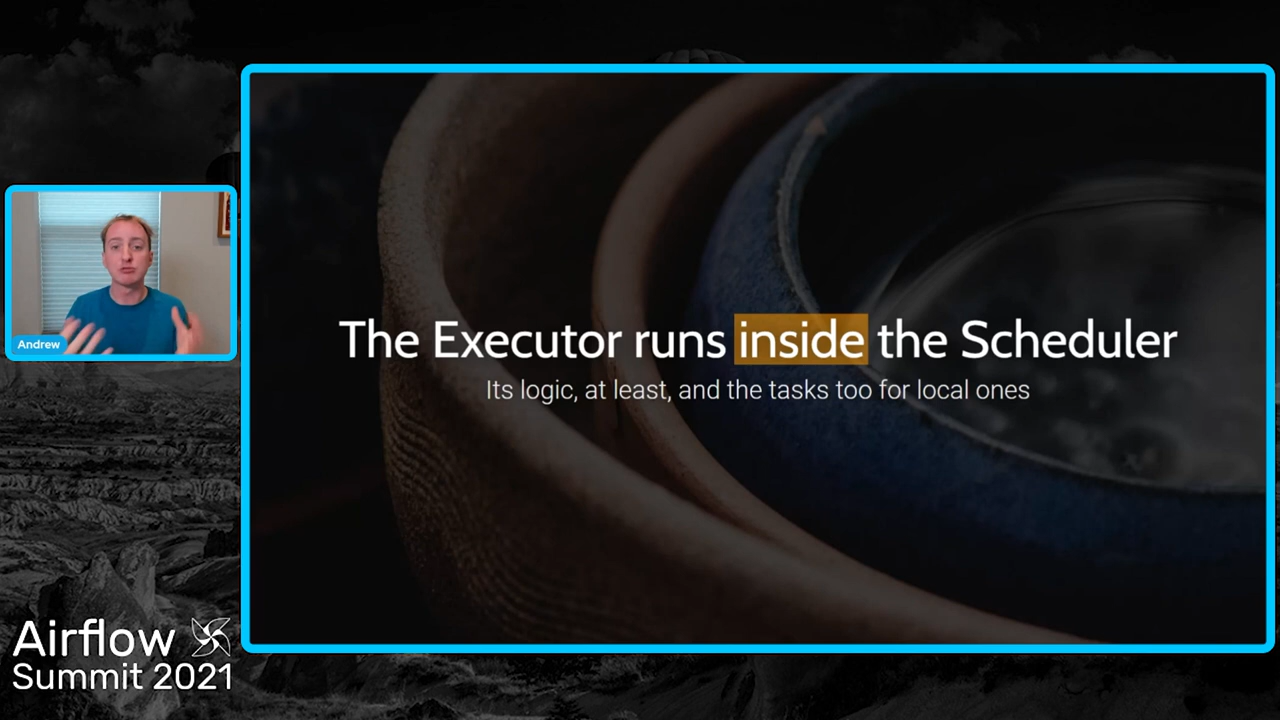 The Executor runs inside the Scheduler
Its logic, at least, and the tasks too for local ones
Andrew
Airflow
Summit 2021